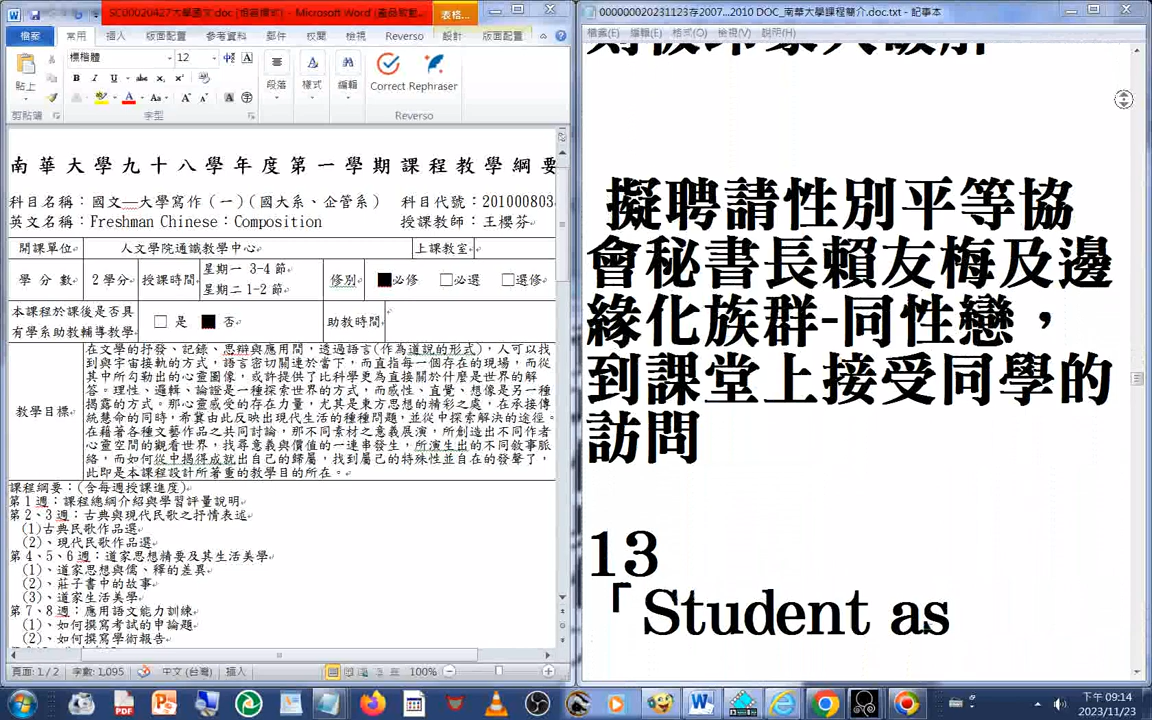 SC00020427大學國文.doc [相容模式] - Microsoft Word (產品啟動...
表格...
檔案
常用
插入
版面配置
參考資料
郵件
校閱
檢視
Reverso
設計
版面配置
貼上
剪貼簿
標楷體
12
字型
段落
樣式
編輯
Correct Rephraser
Reverso
南華大學九十八學年度第一學期課程教學綱要
科目名稱：國文—大學寫作(一)(國大系、企管系)
科目代號：201000803
英文名稱：Freshman Chinese：Composition
授課教師：王櫻芬
開課單位
人文學院通識教學中心
上課教室
學 分 數
2學分
授課時間
星期一 3-4節
星期二1-2節
修別
■必修 □必選 □選修
本課程於課後是否具
有學系助教輔導教學
□ 是 ■ 否
助教時間
教學目標
在文學的抒發、記錄、思辯與應用間，透過語言(作為道說的形式)，人可以找
到與宇宙接軌的方式，語言密切關連於當下，而直指每一個存在的現場，而從
其中所勾勒出的心靈圖像，或許提供了比科學更為直接關於什麼是世界的解
答。理性、邏輯、論證是一種探索世界的方式，而感性、直覺、想像是另一種
揭露的方式。那心靈感受的存在力量，尤其是東方思想的精彩之處，在承接傳
統慧命的同時，希冀由此反映出現代生活的種種問題，並從中探索解決的途徑。
在藉著各種文藝作品之共同討論，那不同素材之意義展演，所創造出不同作者
心靈空間的觀看世界，找尋意義與價值的一連串發生，所演生出的不同敘事脈
絡，而如何從中揭得成就出自己的歸屬，找到屬己的特殊性並自在的發聲了，
此即是本課程設計所著重的教學目的所在。
課程綱要：(含每週授課進度)
第1週：課程總綱介紹與學習評量說明
第2、3週：古典與現代民歌之抒情表述
(1)古典民歌作品選
(2)、現代民歌作品選
第4、5、6週：道家思想精要及其生活美學
(1)、道家思想與儒、釋的差異
(2)、莊子書中的故事
(3)、道家生活美學
第7、8週：應用語文能力訓練
(1)、如何撰寫考試的申論題
(2)、如何撰寫學術報告
頁面: 1 / 2
字數: 1,095
中文 (台灣)
插入
100%
000000020231123存2007...2010 DOC_南華大學課程簡介.doc.txt - 記事本
檔案(E)
編輯(E)
格式(O)
檢視(V)
說明(H)
擬聘請性別平等協
會秘書長賴友梅及邊
緣化族群-同性戀，
到課堂上接受同學的
訪問
13
「Student as
下午 09:14
2023/11/23